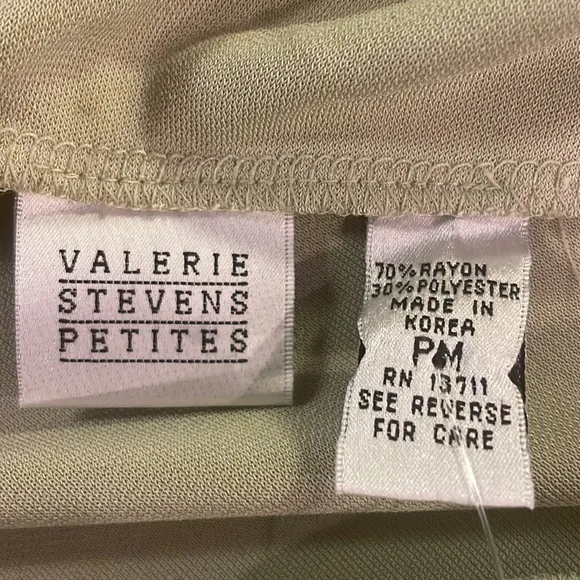 VALERIE
STEVENS
PETITES
70% RAYON
30% POLYESTER
MADE IN
KOREA
PM
RN 13711
SEE REVERSE
FOR CARE